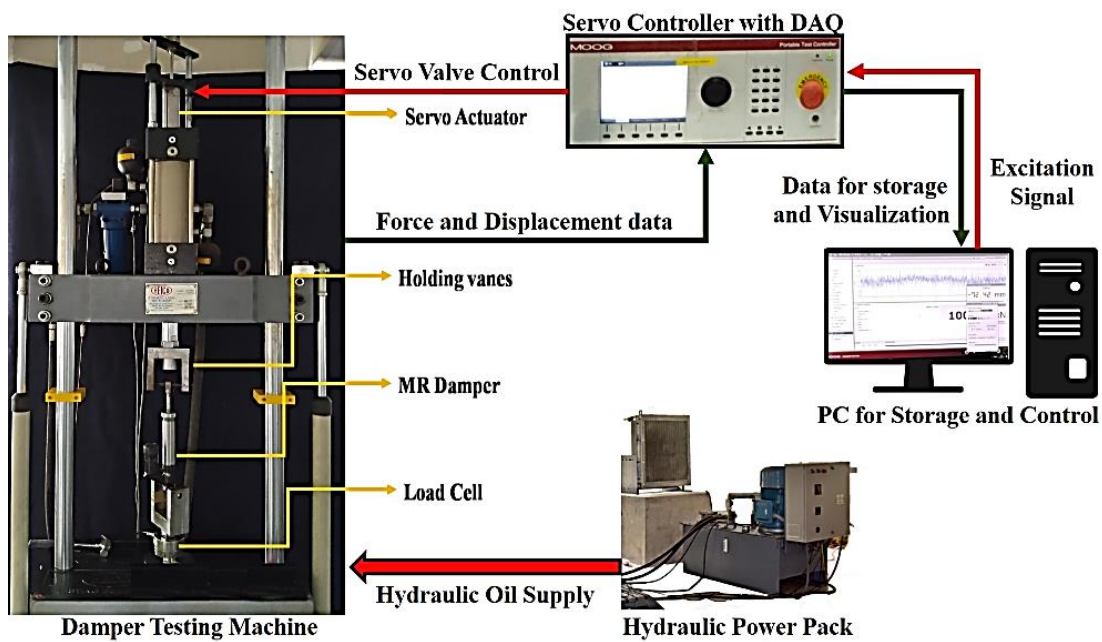 Servo Controller with DAQ
MOOG
Portable Test Controller
EMERGENCY
Servo Valve Control
Servo Actuator
Data for storage
and Visualization
Excitation
Signal
Force and Displacement data
Holding vanes
MR Damper
PC for Storage and Control
Load Cell
Hydraulic Oil Supply
Damper Testing Machine
Hydraulic Power Pack